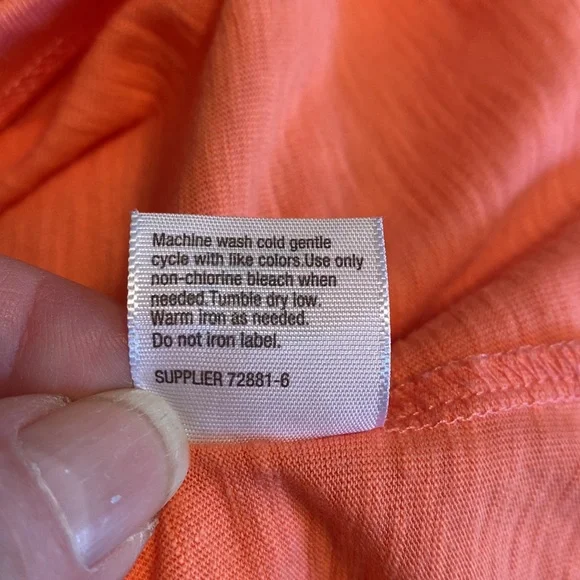 Machine wash cold gentle
cycle with like colors.Use only
non-chlorine bleach when
needed.Tumble dry low.
Warm iron as needed.
Do not iron label.
SUPPLIER 72881-6